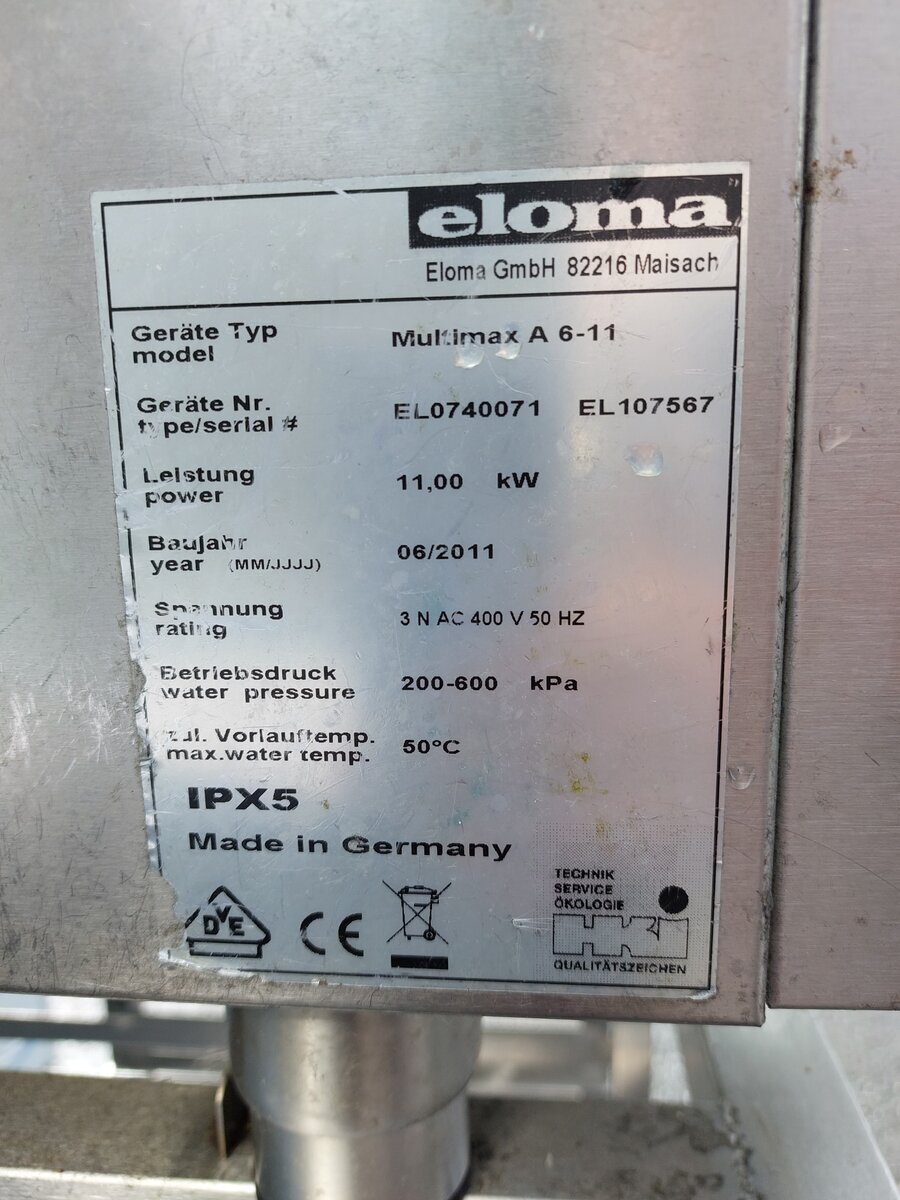 eloma
Eloma GmbH 82216 Maisach
Geräte Typ Multimax A 6-11
model
Geräte Nr. EL0740071 EL107567
type/serial #
Leistung 11,00 kW
power
Baujahr 06/2011
year (MM/JJJJ)
Spannung 3 N AC 400 V 50 HZ
rating
Betriebsdruck 200-600 kPa
water pressure
zul. Vorlauftemp. 50°C
max.water temp.
IPX5
Made in Germany
TECHNIK
SERVICE
ÖKOLOGIE
DVE CE HKI
QUALITÄTSZEICHEN